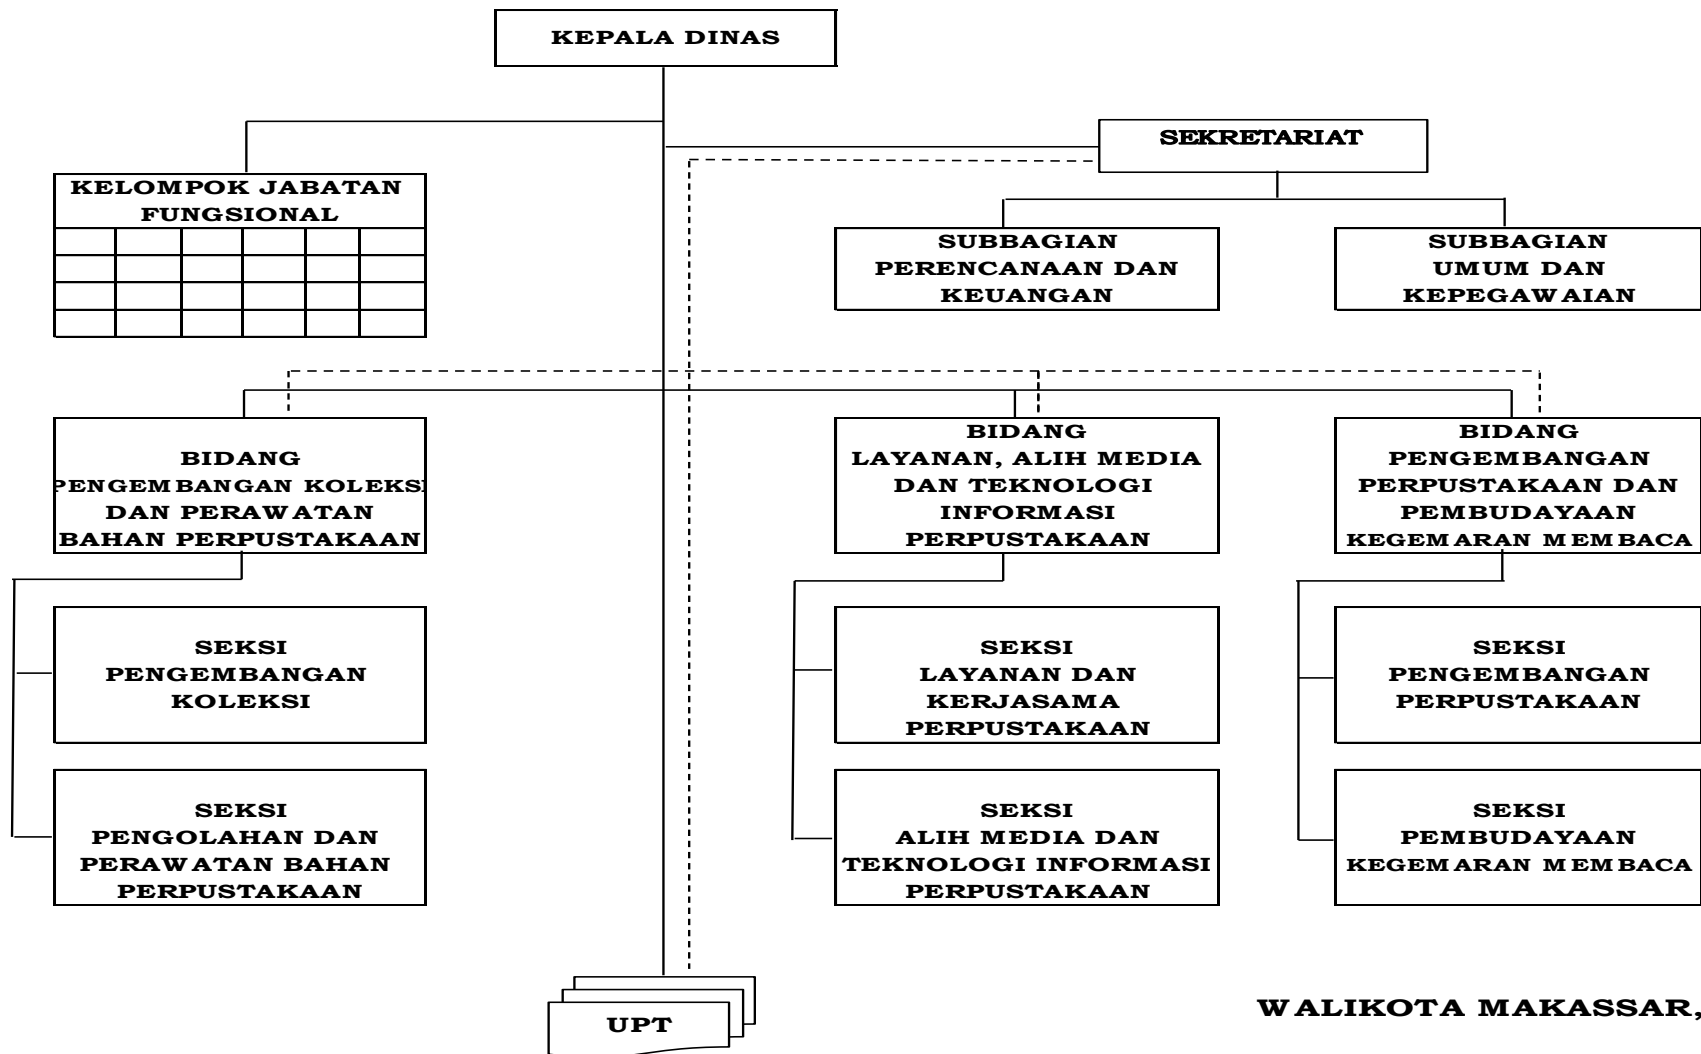 KEPALA DINAS
SEKRETARIAT
KELOMPOK JABATAN
FUNGSIONAL
SUBBAGIAN
PERENCANAAN DAN
KEUANGAN
SUBBAGIAN
UMUM DAN
KEPEGAWAIAN
BIDANG
PENGEMBANGAN KOLEKSI
DAN PERAWATAN
BAHAN PERPUSTAKAAN
BIDANG
LAYANAN, ALIH MEDIA
DAN TEKNOLOGI
INFORMASI
PERPUSTAKAAN
BIDANG
PENGEMBANGAN
PERPUSTAKAAN DAN
PEMBUDAYAAN
KEGEMARAN MEMBACA
SEKSI
PENGEMBANGAN
KOLEKSI
SEKSI
LAYANAN DAN
KERJASAMA
PERPUSTAKAAN
SEKSI
PENGEMBANGAN
PERPUSTAKAAN
SEKSI
PENGOLAHAN DAN
PERAWATAN BAHAN
PERPUSTAKAAN
SEKSI
ALIH MEDIA DAN
TEKNOLOGI INFORMASI
PERPUSTAKAAN
SEKSI
PEMBUDAYAAN
KEGEMARAN MEMBACA
UPT
WALIKOTA MAKASSAR,